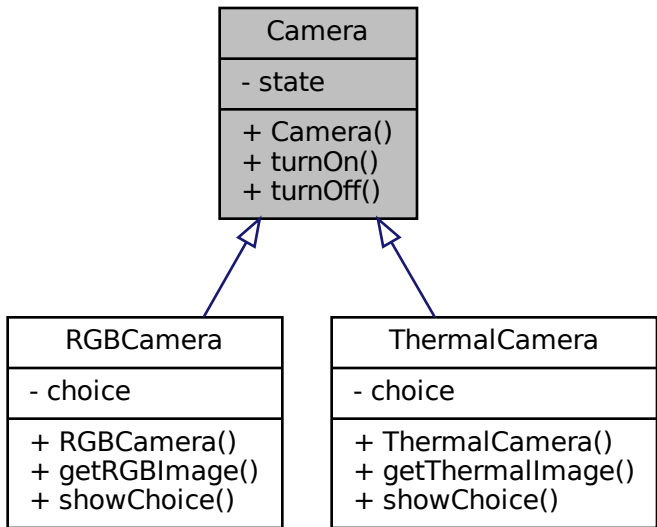 Camera
- state
+ Camera()
+ turnOn()
+ turnOff()
RGBCamera
- choice
+ RGBCamera()
+ getRGBImage()
+ showChoice()
ThermalCamera
- choice
+ ThermalCamera()
+ getThermalImage()
+ showChoice()